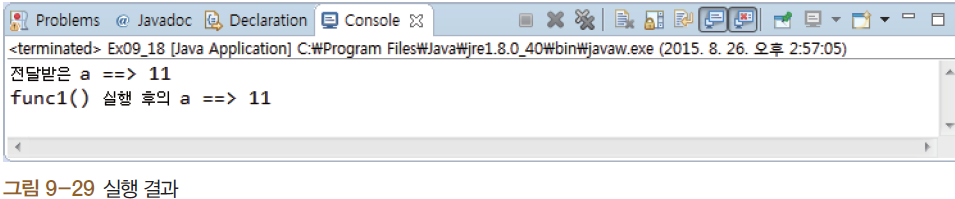 Problems @ Javadoc Declaration Console
<terminated> Ex09_18 [Java Application] C:₩Program Files₩Java₩jre1.8.0_40₩bin₩javaw.exe (2015. 8. 26. 오후 2:57:05)
전달받은 a ==> 11
func1() 실행 후의 a ==> 11
그림 9-29 실행 결과